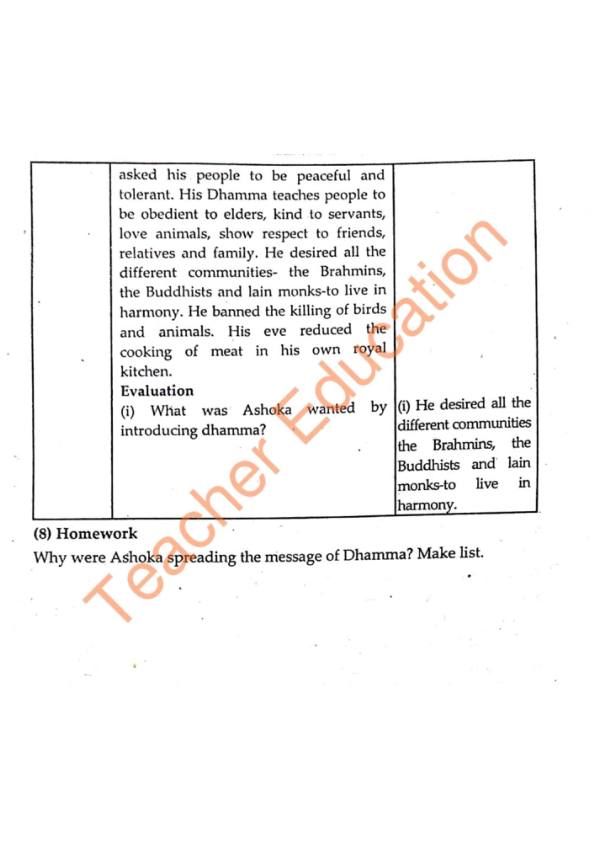 asked his people to be peaceful and
tolerant. His Dhamma teaches people to
be obedient to elders, kind to servants,
love animals, show respect to friends,
relatives and family. He desired all the
different communities- the Brahmins,
the Buddhists and lain monks-to live in
harmony. He banned the killing of birds
and animals. His eve reduced the
cooking of meat in his own royal
kitchen.
Evaluation
(i) What was Ashoka wanted by
introducing dhamma?
(i) He desired all the
different communities
the Brahmins, the
Buddhists and lain
monks-to live in
harmony.
(8) Homework
Why were Ashoka spreading the message of Dhamma? Make list.
Teacher Education